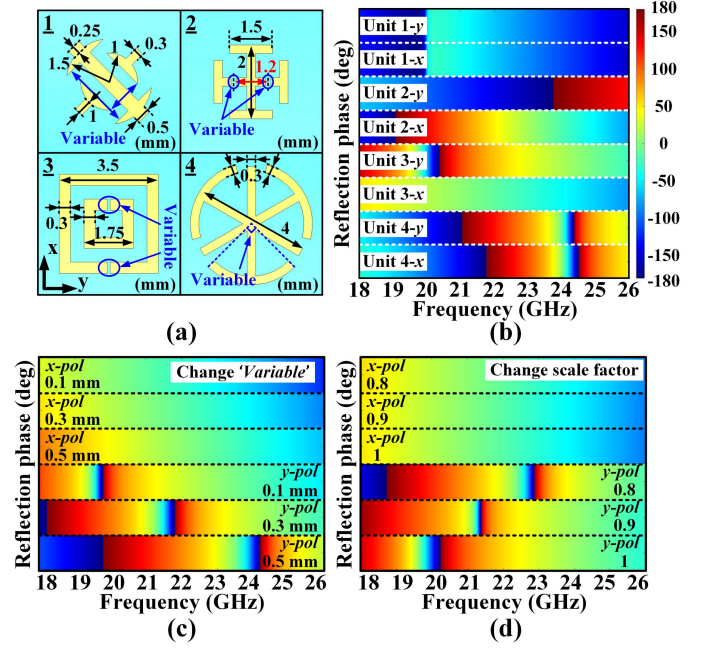 1
0.25
1
0.3
1.5
1
Variable
0.5
(mm)
2
1.5
2
1.2
Variable
(mm)
3
3.5
0.3
1.75
Variable
x
y
(mm)
4
0.3
4
Variable
(mm)
(a)
Reflection phase (deg)
Unit 1-y
Unit 1-x
Unit 2-y
Unit 2-x
Unit 3-y
Unit 3-x
Unit 4-y
Unit 4-x
18 19 20 21 22 23 24 25 26
Frequency (GHz)
180
150
100
50
0
-50
-100
-150
-180
(b)
Reflection phase (deg)
Change 'Variable'
x-pol
0.1 mm
x-pol
0.3 mm
x-pol
0.5 mm
y-pol
0.1 mm
y-pol
0.3 mm
y-pol
0.5 mm
18 19 20 21 22 23 24 25 26
Frequency (GHz)
(c)
Reflection phase (deg)
Change scale factor
x-pol
0.8
x-pol
0.9
x-pol
1
y-pol
0.8
y-pol
0.9
y-pol
1
18 19 20 21 22 23 24 25 26
Frequency (GHz)
(d)